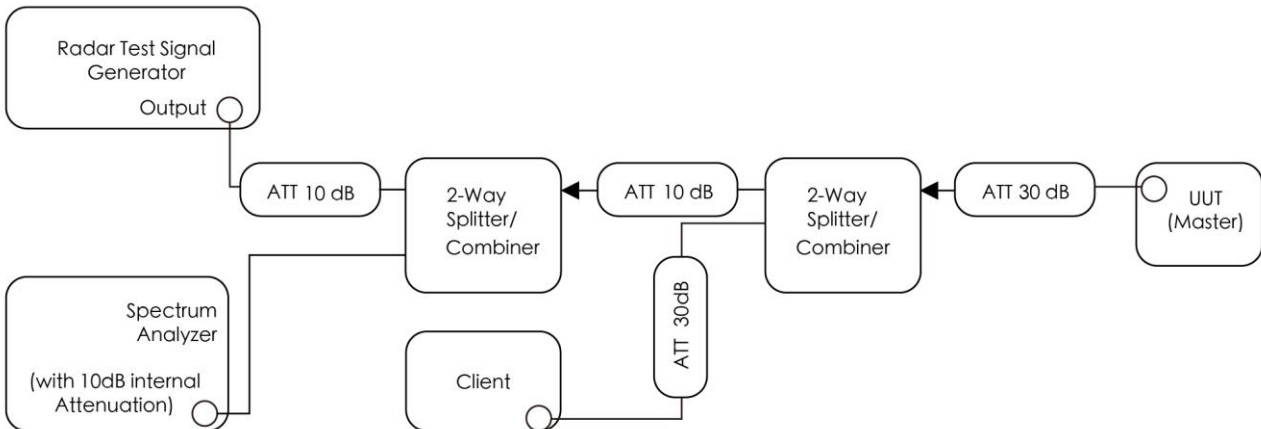 Radar Test Signal
Generator
Output
ATT 10 dB
2-Way
Splitter/
Combiner
ATT 10 dB
2-Way
Splitter/
Combiner
ATT 30 dB
UUT
(Master)
Spectrum
Analyzer
(with 10dB internal
Attenuation)
Client
ATT 30dB